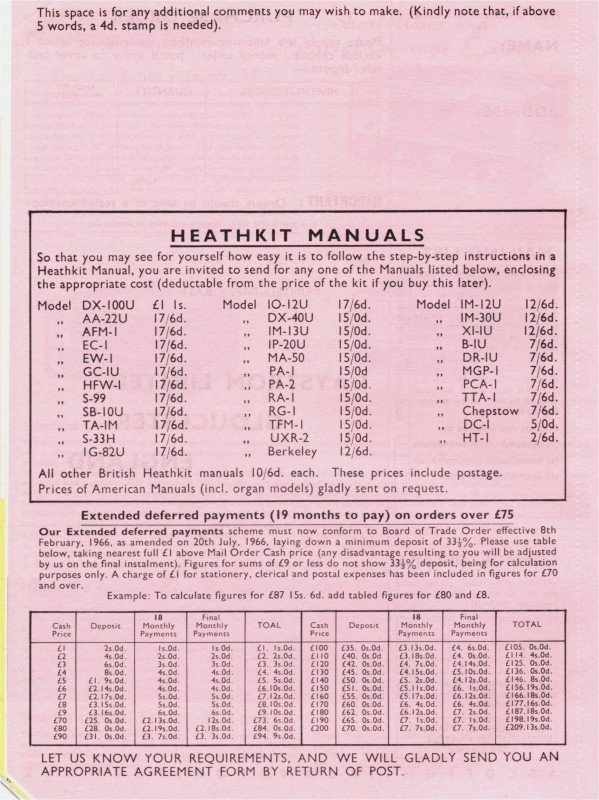 This space is for any additional comments you may wish to make. (Kindly note that, if above
5 words, a 4d. stamp is needed).
HEATHKIT MANUALS
So that you may see for yourself how easy it is to follow the step-by-step instructions in a
Heathkit Manual, you are invited to send for any one of the Manuals listed below, enclosing
the appropriate cost (deductable from the price of the kit if you buy this later).
Model DX-100U £1 1s. Model IO-12U 17/6d. Model IM-12U 12/6d.
,, AA-22U 17/6d. ,, DX-40U 15/0d. ,, IM-30U 12/6d.
,, AFM-1 17/6d. ,, IM-13U 15/0d. ,, XI-IU 12/6d.
,, EC-1 17/6d. ,, IP-20U 15/0d. ,, B-IU 7/6d.
,, EW-1 17/6d. ,, MA-50 15/0d. ,, DR-IU 7/6d.
,, GC-IU 17/6d. ,, PA-1 15/0d ,, MGP-1 7/6d.
,, HFW-1 17/6d. ,, PA-2 15/0d. ,, PCA-1 7/6d.
,, S-99 17/6d. ,, RA-1 15/0d. ,, TTA-1 7/6d.
,, SB-10U 17/6d. ,, RG-1 15/0d. ,, Chepstow 7/6d.
,, TA-IM 17/6d. ,, TFM-1 15/0d. ,, DC-1 5/0d.
,, S-33H 17/6d. ,, UXR-2 15/0d. ,, HT-1 2/6d.
,, IG-82U 17/6d. ,, Berkeley 12/6d.
All other British Heathkit manuals 10/6d. each. These prices include postage.
Prices of American Manuals (incl. organ models) gladly sent on request.
Extended deferred payments (19 months to pay) on orders over £75
Our Extended deferred payments scheme must now conform to Board of Trade Order effective 8th
February, 1966, as amended on 20th July, 1966, laying down a minimum deposit of 33⅓%. Please use table
below, taking nearest full £1 above Mail Order Cash price (any disadvantage resulting to you will be adjusted
by us on the final instalment). Figures for sums of £9 or less do not show 33⅓% deposit, being for calculation
purposes only. A charge of £1 for stationery, clerical and postal expenses has been included in figures for £70
and over.
Example: To calculate figures for £87 15s. 6d. add tabled figures for £80 and £8.
Cash Price Deposit 18 Monthly Payments Final Monthly Payments TOAL Cash Price Deposit 18 Monthly Payments Final Monthly Payments TOTAL
£1 2s.0d. 1s.0d. 1s.0d. £1. 1s.0d. £100 £35. 0s.0d. £3.13s.0d. £4. 6s.0d. £105. 0s.0d.
£2 4s.0d. 2s.0d. 2s.0d. £2. 2s.0d. £110 £40. 0s.0d £3.18s.0d. £4. 0s.0d. £114. 4s.0d.
£3 6s.0d. 3s.0d. 3s.0d. £3. 3s.0d. £120 £42. 0s.0d. £4. 7s.0d. £4.14s.0d. £125. 0s.0d.
£4 8s.0d. 4s.0d. 4s.0d. £4. 4s.0d. £130 £45. 0s.0d. £4.15s.0d. £5.10s.0d. £136. 0s.0d.
£5 £1. 9s.0d. 4s.0d. 4s.0d. £5. 5s.0d. £140 £50. 0s.0d. £5. 2s.0d. £4.12s.0d. £146. 8s.0d.
£6 £2.14s.0d. 4s.0d. 4s.0d. £6.10s.0d. £150 £51. 0s.0d. £5.11s.0d. £6. 1s.0d. £156.19s.0d.
£7 £2.17s.0d. 5s.0d. 5s.0d. £7.12s.0d. £160 £55. 0s.0d. £5.17s.0d. £6. 0s.0d. £166. 6s.0d.
£8 £3.15s.0d. 5s.0d. 5s.0d. £8.10s.0d. £170 £60. 0s.0d. £6. 4s.0d. £6. 4s.0d. £177.16s.0d.
£9 £3.16s.0d. 6s.0d. 6s.0d. £9.10s.0d. £180 £62. 0s.0d. £6.12s.0d. £7. 2s.0d. £187.18s.0d.
£70 £25. 0s.0d. £2.13s.0d. 12s.0d. £73. 6s.0d. £190 £65. 0s.0d. £7. 1s.0d. £7. 1s.0d. £198.19s.0d.
£80 £28. 0s.0d. £2.19s.0d. £2.18s.0d. £84. 0s.0d. £200 £70. 0s.0d. £7. 7s.0d. £7. 7s.0d. £209.13s.0d.
£90 £31. 0s.0d. £3. 7s.0d. £3. 3s.0d. £94. 9s.0d.
LET US KNOW YOUR REQUIREMENTS, AND WE WILL GLADLY SEND YOU AN
APPROPRIATE AGREEMENT FORM BY RETURN OF POST.